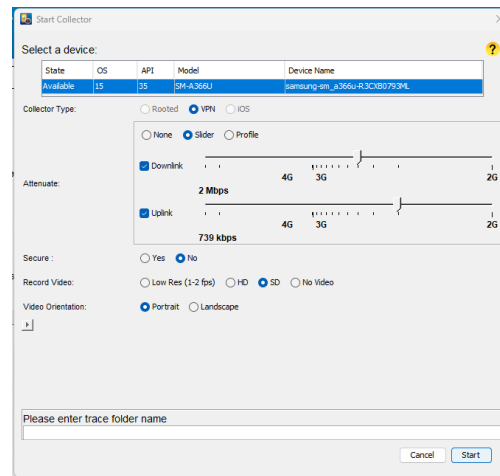 Start Collector
Select a device:
?
State OS API Model Device Name
Available 15 35 SM-A366U samsung-sm_a366u-R3CXB0793ML
Collector Type: Rooted VPN iOS
None Slider Profile
Downlink
4G 3G 2G
2 Mbps
Attenuate:
Uplink
4G 3G 2G
739 kbps
Secure : Yes No
Record Video: Low Res (1-2 fps) HD SD No Video
Video Orientation: Portrait Landscape
Please enter trace folder name
Cancel Start